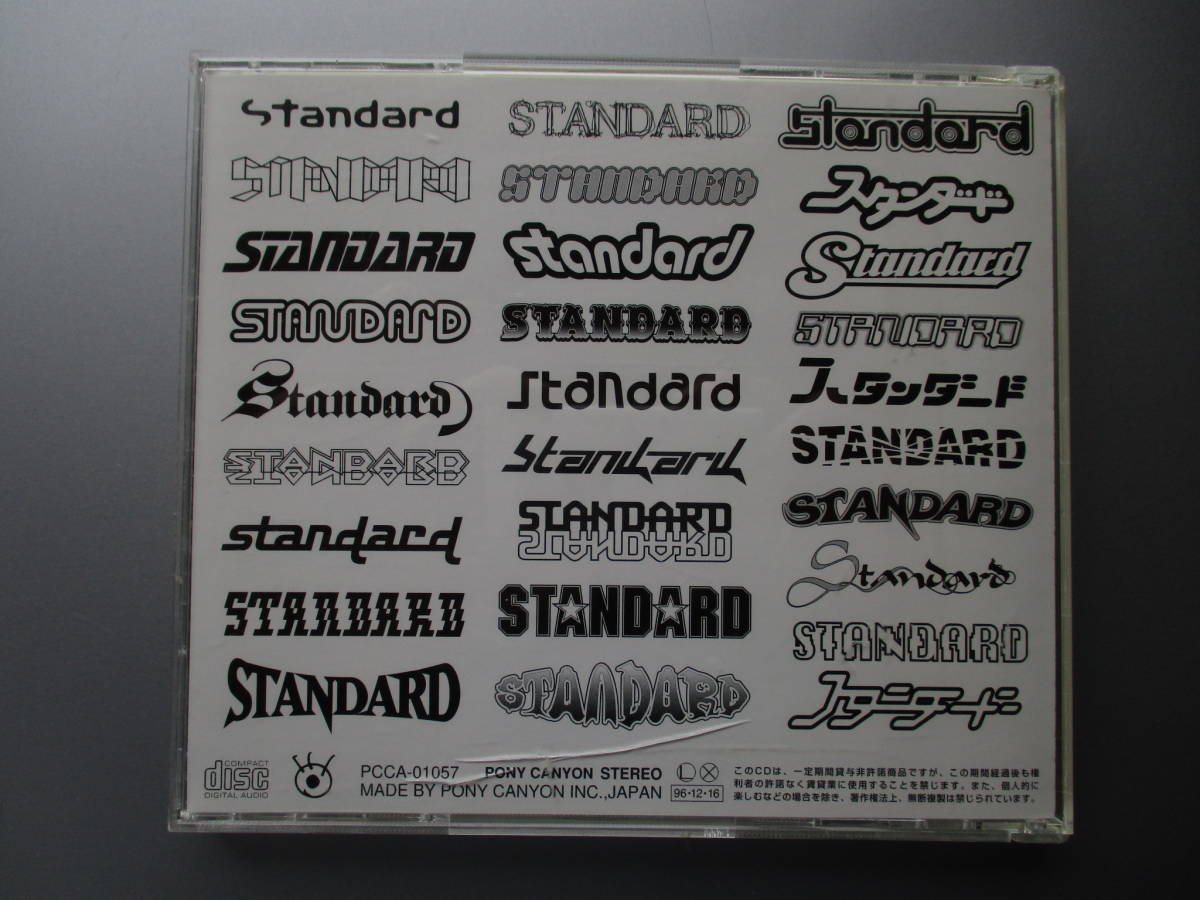 standard
STANDARD
STANDARD
STANDARD
Standard
STANDARD
standard
STANDARD
STANDARD
STANDARD
STANDARD
standard
STANDARD
standard
standard
STANDARD
STANDARD
STANDARD
STANDARD
standard
スタンダード
Standard
STANDARD
スタンダード
STANDARD
STANDARD
Standard
STANDARD
スタンダード
COMPACT
disc
DIGITAL AUDIO
PCCA-01057 PONY CANYON STEREO
MADE BY PONY CANYON INC.,JAPAN
Ⓛ Ⓧ
96・12・16
このCDは、一定期間貸与非許諾商品ですが、この期間経過後も権
利者の許諾なく賃貸業に使用することを禁じます。また、個人的に
楽しむなどの場合を除き、著作権法上、無断複製は禁じられています。